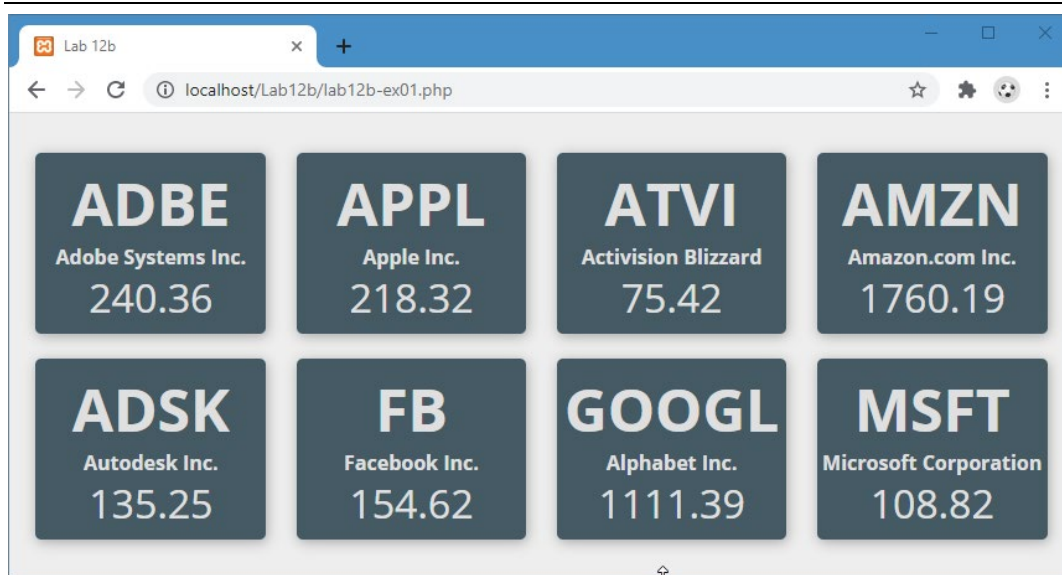 Lab 12b
localhost/Lab12b/lab12b-ex01.php
ADBE
Adobe Systems Inc.
240.36
APPL
Apple Inc.
218.32
ATVI
Activision Blizzard
75.42
AMZN
Amazon.com Inc.
1760.19
ADSK
Autodesk Inc.
135.25
FB
Facebook Inc.
154.62
GOOGL
Alphabet Inc.
1111.39
MSFT
Microsoft Corporation
108.82